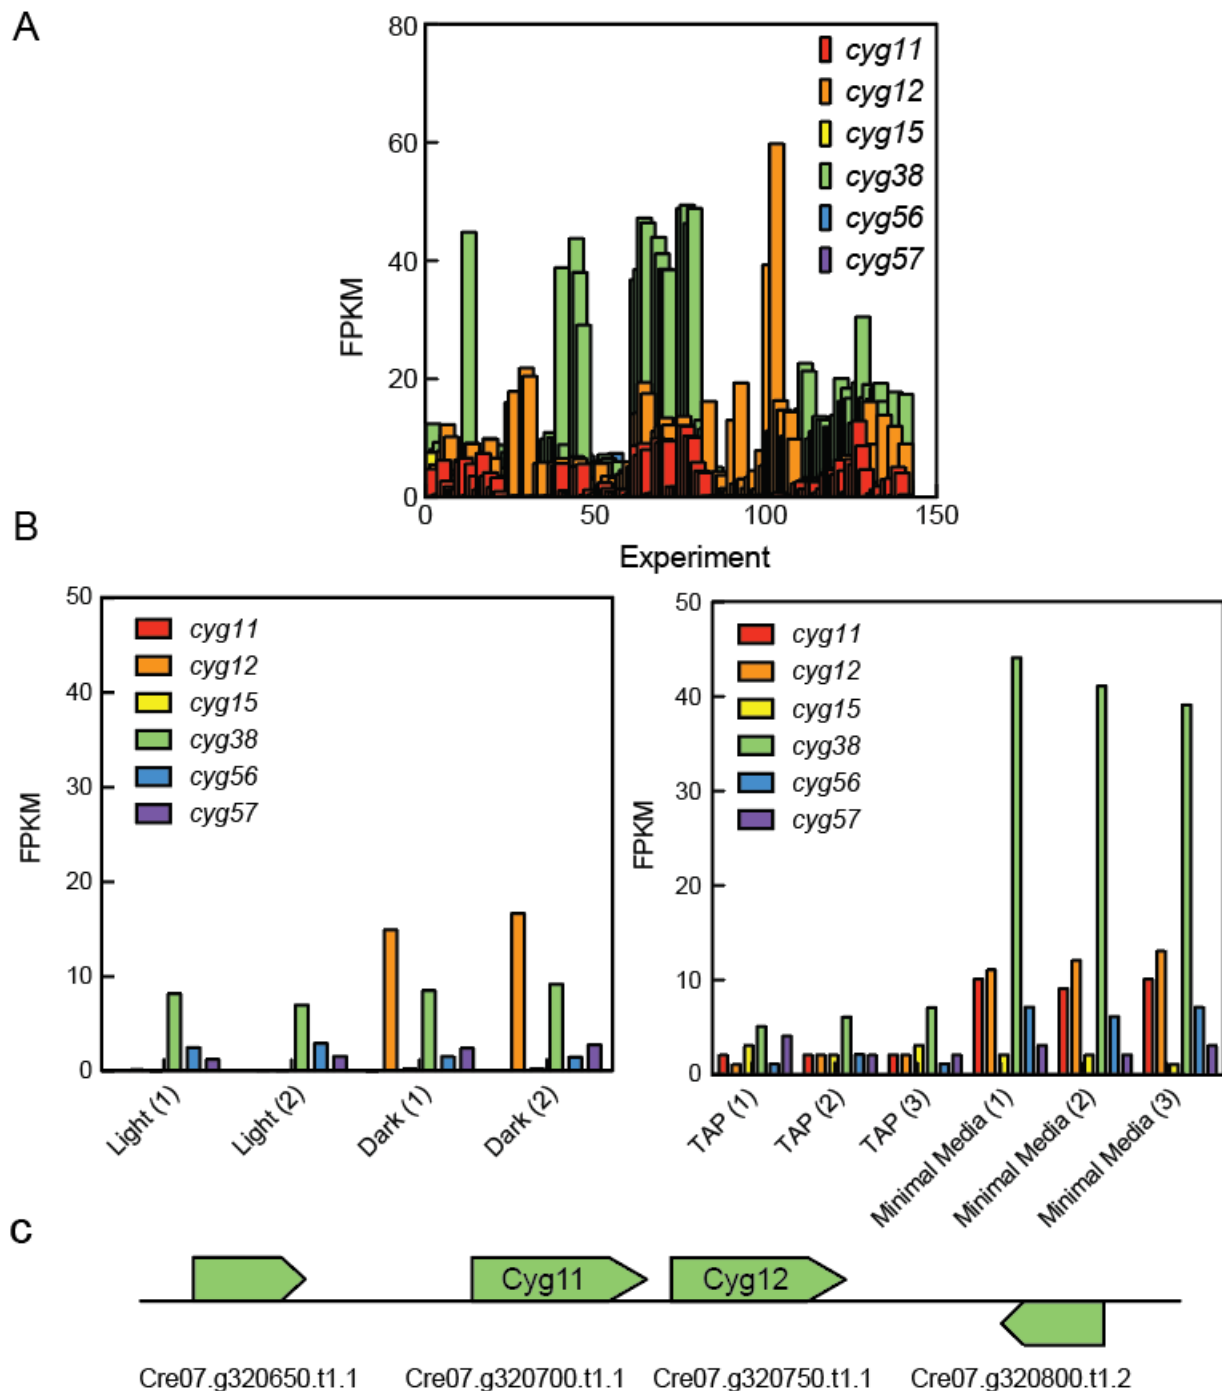 A
80
60
40
20
0
FPKM
cyg11
cyg12
cyg15
cyg38
cyg56
cyg57
0 50 100 150
Experiment
B
50
40
30
20
10
0
FPKM
cyg11
cyg12
cyg15
cyg38
cyg56
cyg57
Light (1)
Light (2)
Dark (1)
Dark (2)
50
40
30
20
10
0
FPKM
cyg11
cyg12
cyg15
cyg38
cyg56
cyg57
TAP (1)
TAP (2)
TAP (3)
Minimal Media (1)
Minimal Media (2)
Minimal Media (3)
C
Cyg11 Cyg12
Cre07.g320650.t1.1 Cre07.g320700.t1.1 Cre07.g320750.t1.1 Cre07.g320800.t1.2